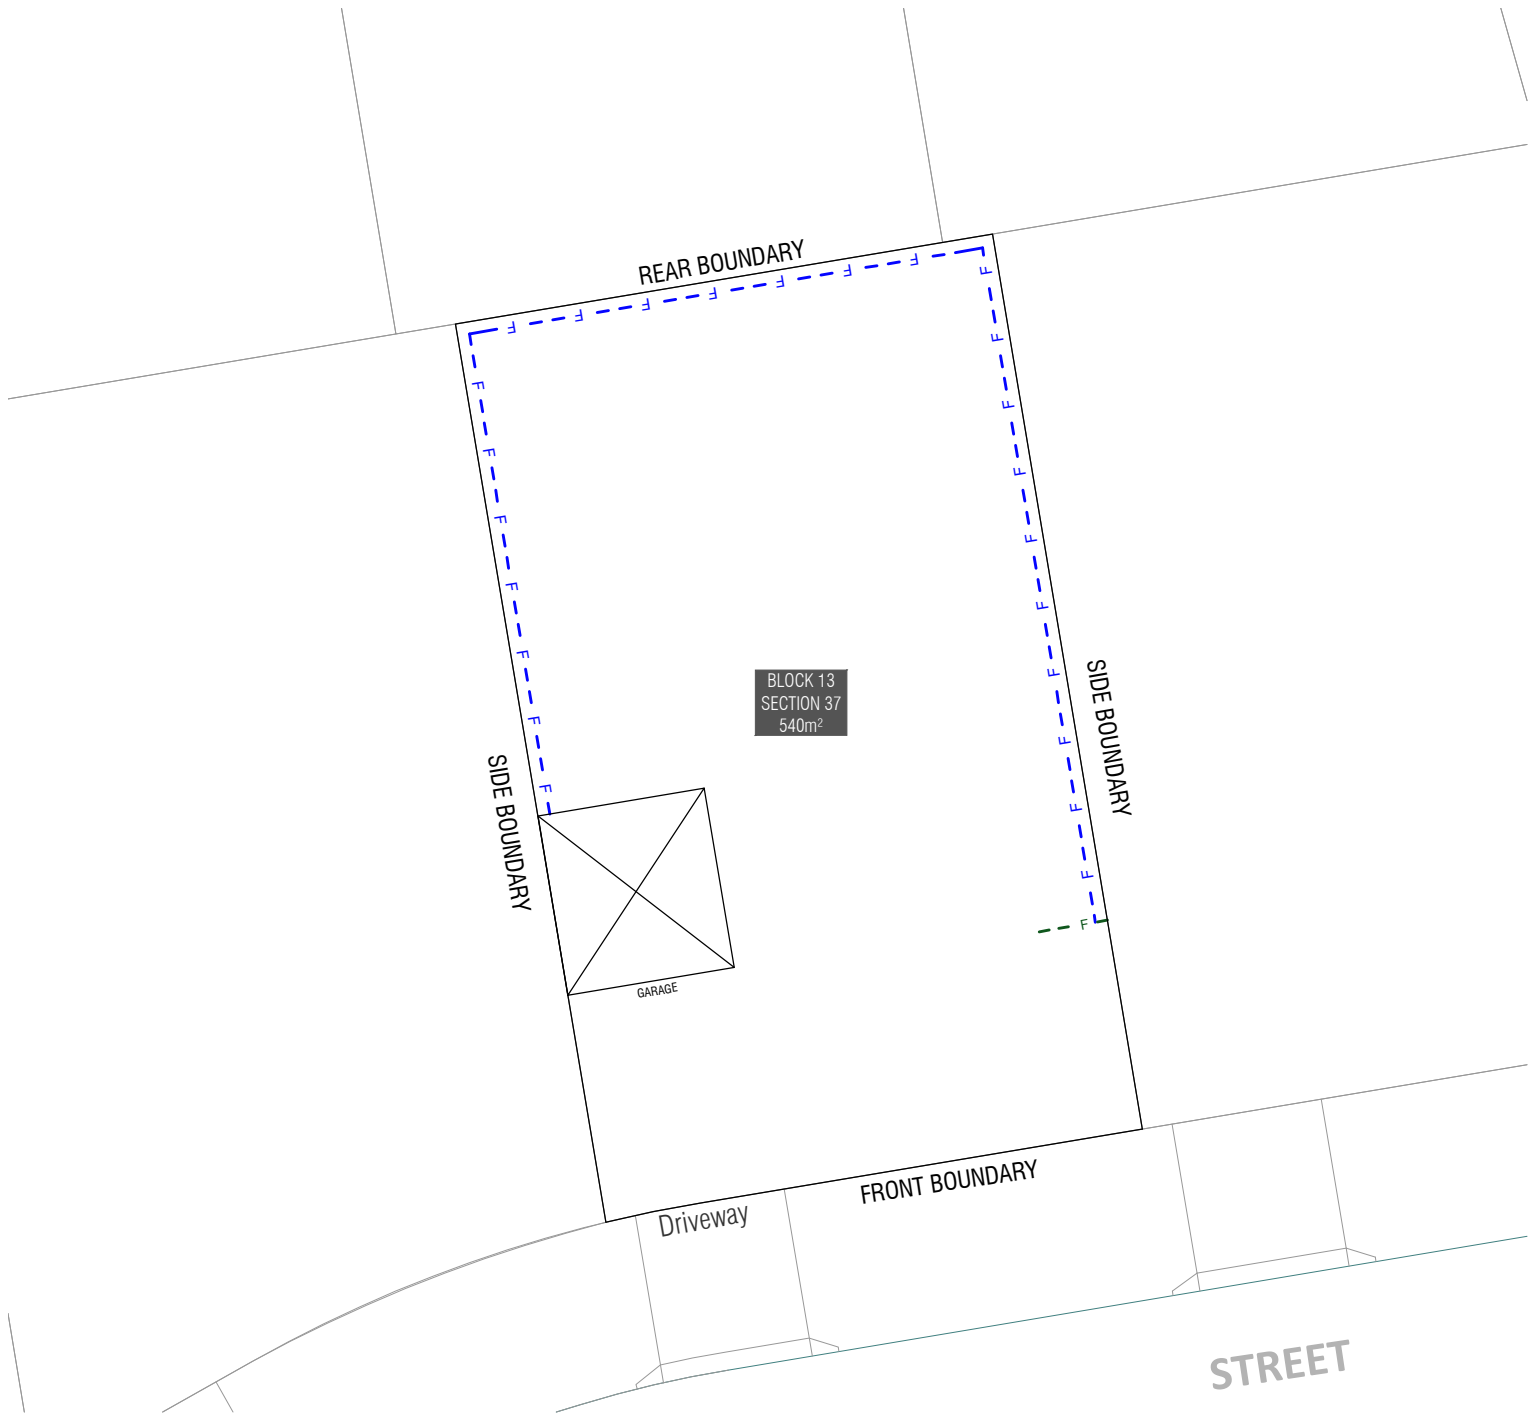 REAR BOUNDARY
F F F F F F F
F F F F F F F
F F F F F F F F F F
BLOCK 13
SECTION 37
540m²
SIDE BOUNDARY
SIDE BOUNDARY
F
GARAGE
FRONT BOUNDARY
Driveway
STREET